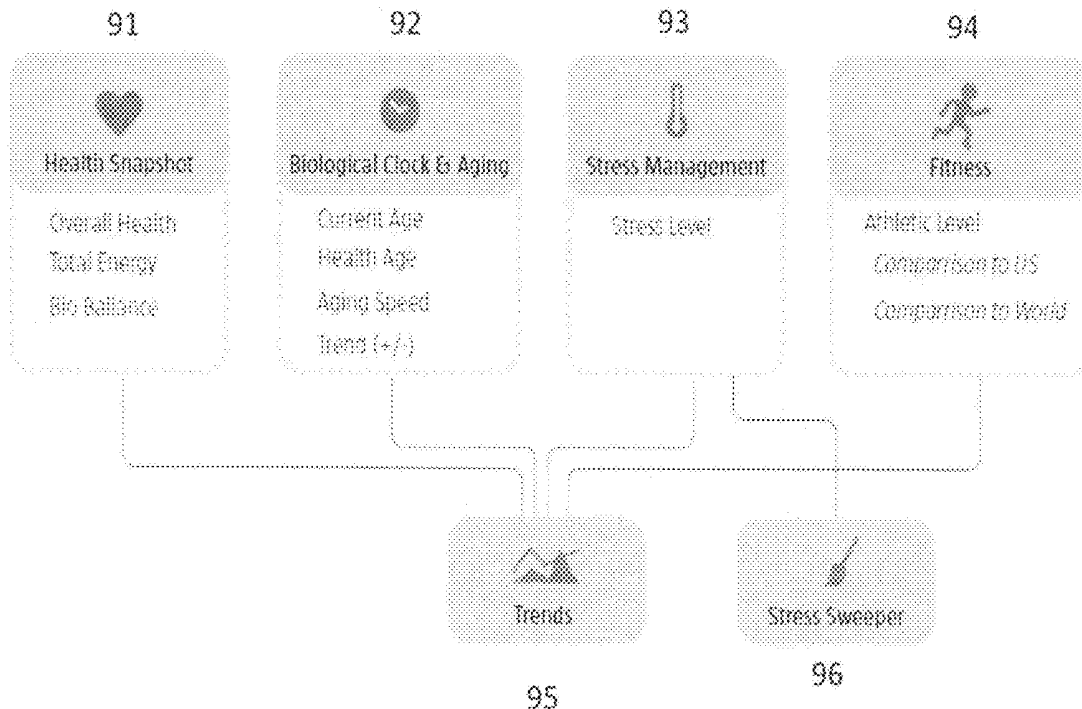 91
92
93
94
Health Snapshot
Biological Clock & Aging
Stress Management
Fitness
Overall Health
Total Energy
Bio Ballance
Current Age
Health Age
Aging Speed
Trend (+/-)
Stress Level
Athletic Level
Comparrison to US
Comparrison to World
Trends
Stress Sweeper
95
96